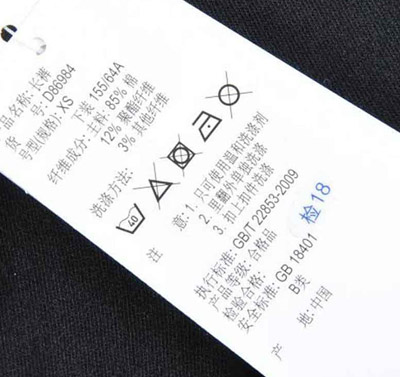 品名称: 长裤
货 号: D86984
号型(规格): XS 下装 155/64A
纤维成分: 主料: 85% 棉
12% 聚酯纤维
3% 其他纤维
洗涤方法:
40
注 意: 1. 只可使用温和洗涤剂
2. 里翻外单独洗涤
3. 扣上扣件洗涤
执行标准: GB/T 22853-2009
产品等级: 合格品
检验合格: 检18
安全标准: GB 18401
B类
产 地: 中国